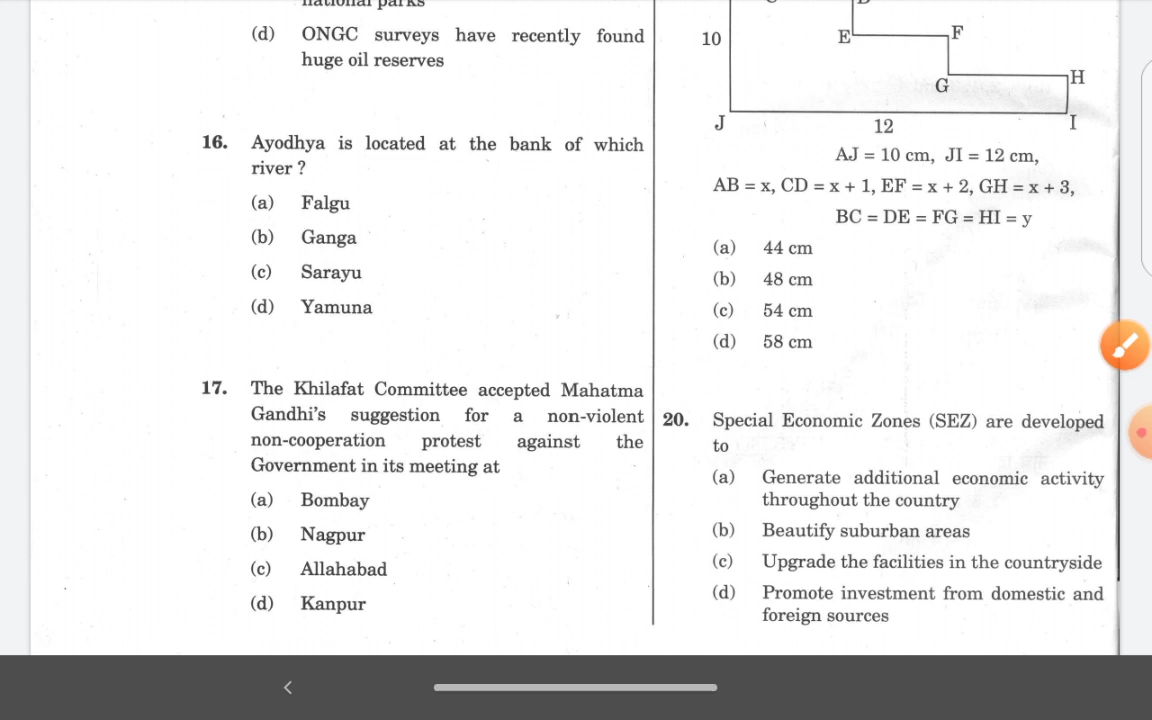 national parks
(d) ONGC surveys have recently found
huge oil reserves
16. Ayodhya is located at the bank of which
river ?
(a) Falgu
(b) Ganga
(c) Sarayu
(d) Yamuna
17. The Khilafat Committee accepted Mahatma
Gandhi's suggestion for a non-violent
non-cooperation protest against the
Government in its meeting at
(a) Bombay
(b) Nagpur
(c) Allahabad
(d) Kanpur
10
E
F
G
H
J
12
I
AJ = 10 cm, JI = 12 cm,
AB = x, CD = x + 1, EF = x + 2, GH = x + 3,
BC = DE = FG = HI = y
(a) 44 cm
(b) 48 cm
(c) 54 cm
(d) 58 cm
20. Special Economic Zones (SEZ) are developed
to
(a) Generate additional economic activity
throughout the country
(b) Beautify suburban areas
(c) Upgrade the facilities in the countryside
(d) Promote investment from domestic and
foreign sources